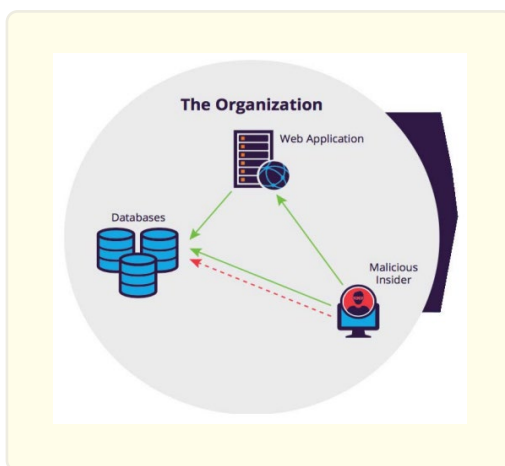 The Organization
Web Application
Databases
Malicious
Insider